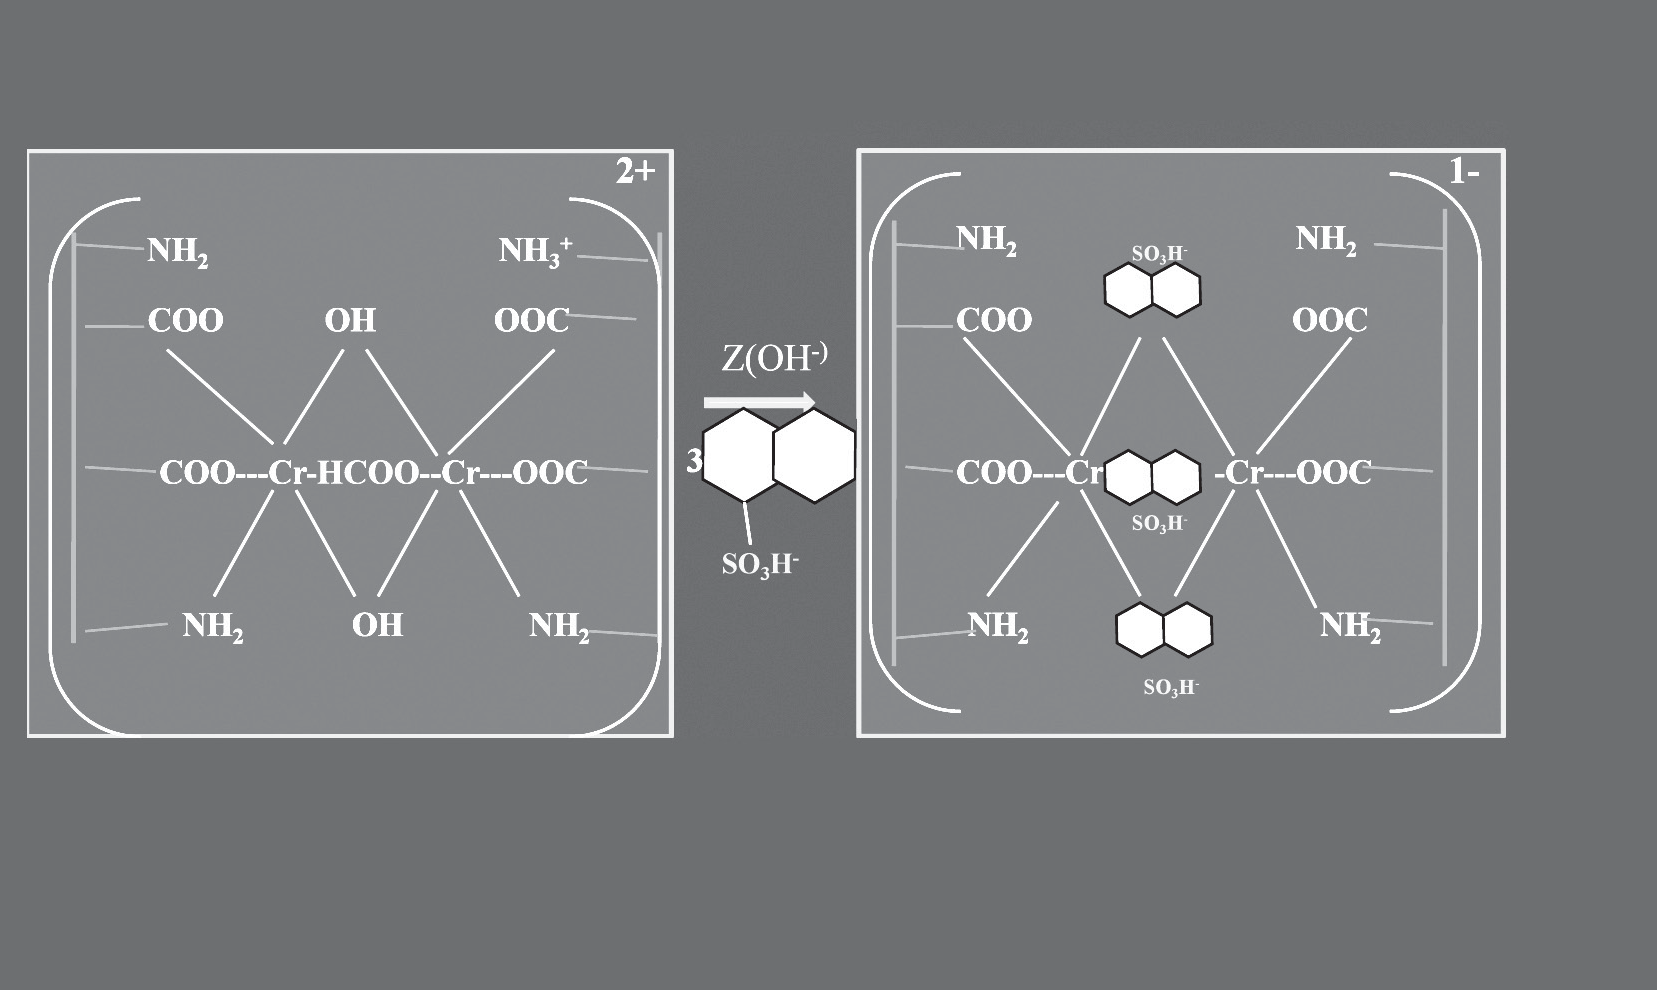 2+
NH₂ NH₃⁺
COO OH OOC
COO---Cr-HCOO--Cr---OOC
NH₂ OH NH₂
Z(OH⁻)
3
SO₃H⁻
1-
NH₂ SO₃H⁻ NH₂
COO OOC
COO---Cr -Cr---OOC
SO₃H⁻
NH₂ NH₂
SO₃H⁻